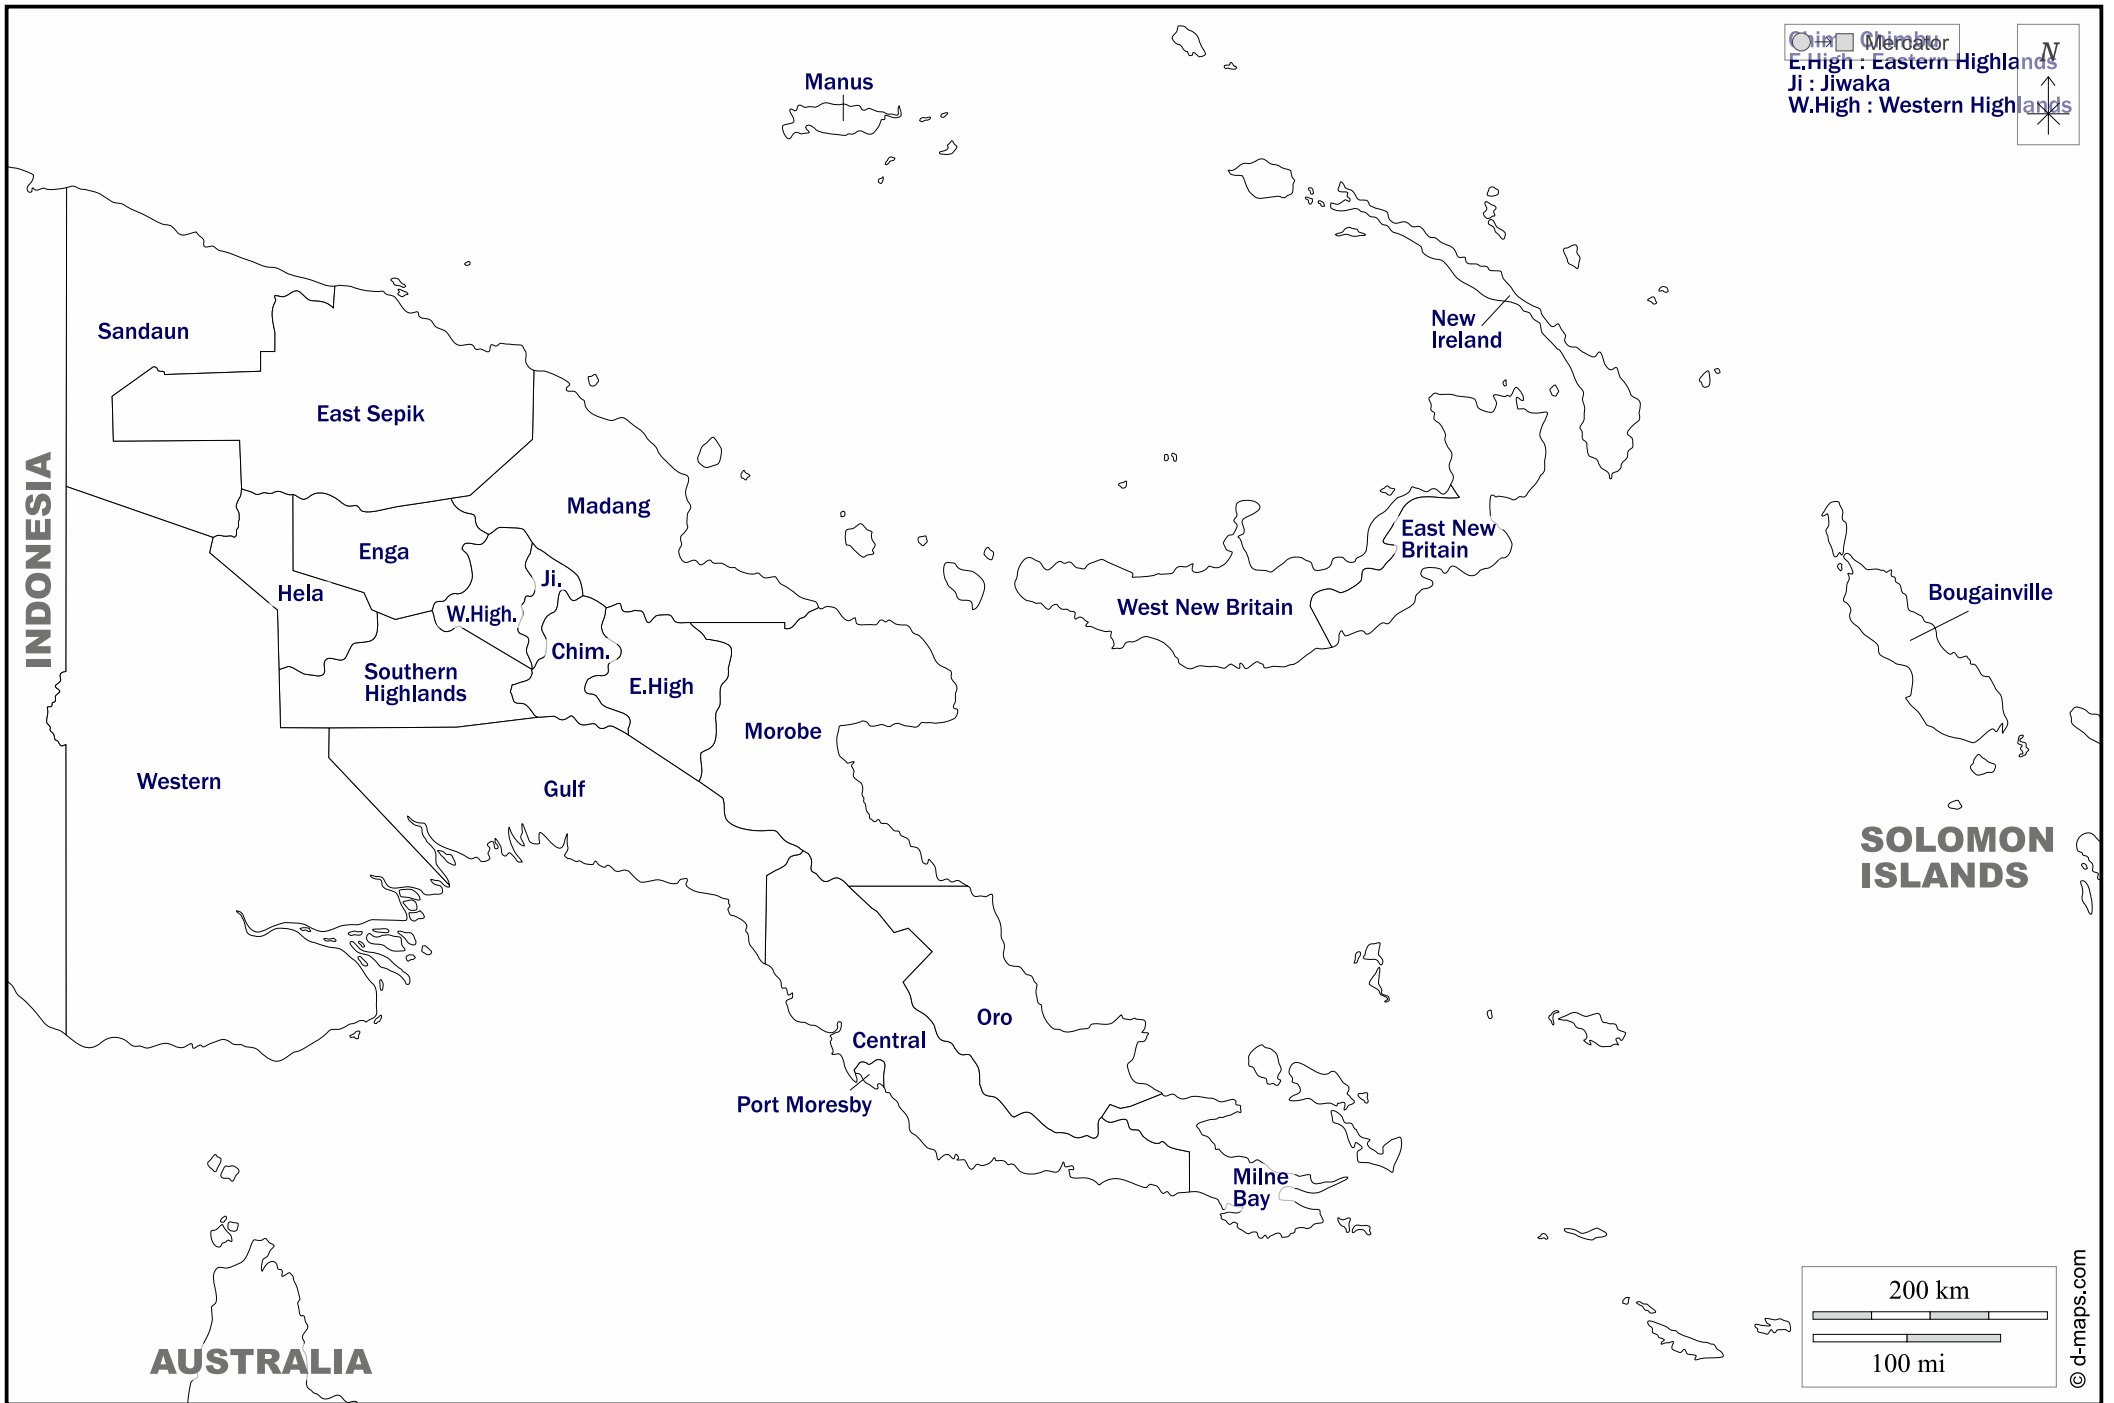 Chim : Chimbu
Mercator
E.High : Eastern Highlands
Ji : Jiwaka
W.High : Western Highlands
N
Manus
Sandaun
New
Ireland
East Sepik
INDONESIA
Madang
East New
Britain
Enga
Ji.
Hela
W.High.
West New Britain
Bougainville
Chim.
Southern
Highlands
E.High
Morobe
Western
Gulf
SOLOMON
ISLANDS
Oro
Central
Port Moresby
Milne
Bay
AUSTRALIA
200 km
100 mi
© d-maps.com